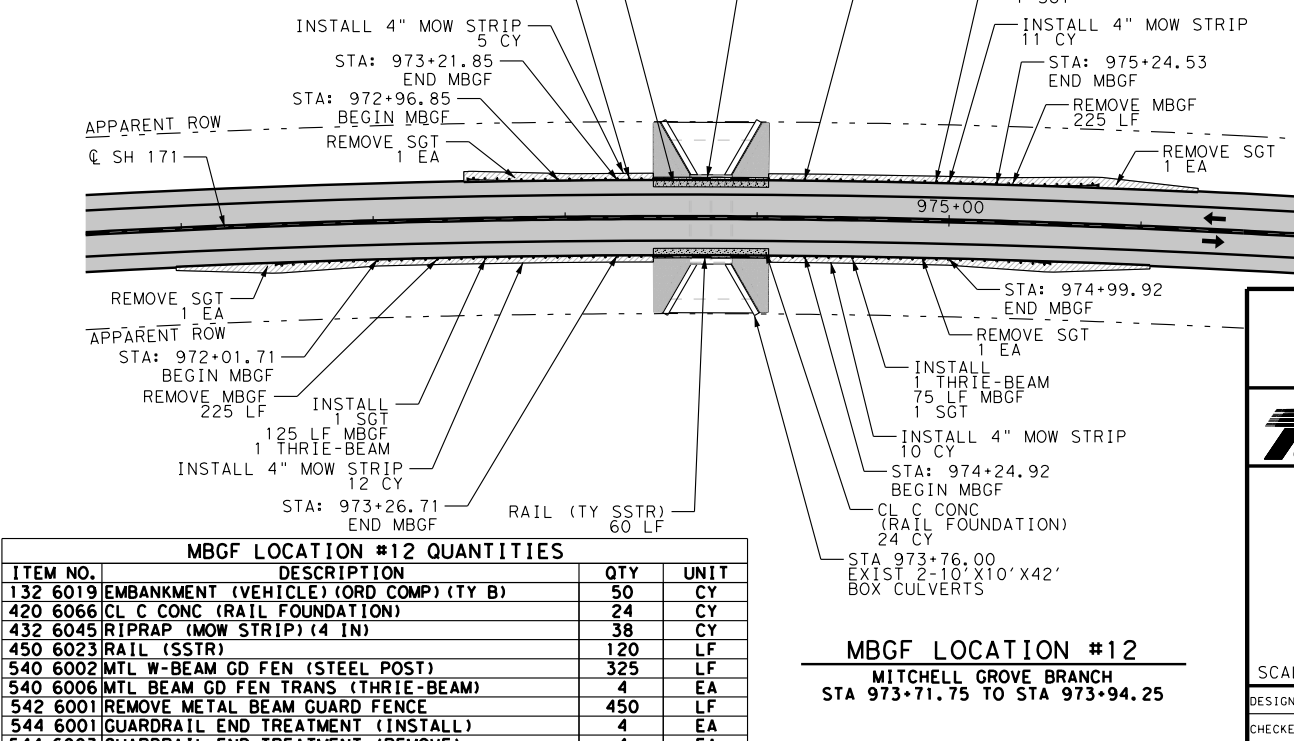 INSTALL 4" MOW STRIP
5 CY
STA: 973+21.85
END MBGF
STA: 972+96.85
BEGIN MBGF
APPARENT ROW
REMOVE SGT
1 EA
℄ SH 171
INSTALL 4" MOW STRIP
11 CY
STA: 975+24.53
END MBGF
REMOVE MBGF
225 LF
REMOVE SGT
1 EA
975+00
REMOVE SGT
1 EA
APPARENT ROW
STA: 972+01.71
BEGIN MBGF
REMOVE MBGF
225 LF
INSTALL
1 SGT
125 LF MBGF
1 THRIE-BEAM
INSTALL 4" MOW STRIP
12 CY
STA: 973+26.71
END MBGF
RAIL (TY SSTR)
60 LF
STA: 974+99.92
END MBGF
REMOVE SGT
1 EA
INSTALL
1 THRIE-BEAM
75 LF MBGF
1 SGT
INSTALL 4" MOW STRIP
10 CY
STA: 974+24.92
BEGIN MBGF
CL C CONC
(RAIL FOUNDATION)
24 CY
STA 973+76.00
EXIST 2-10'X10'X42'
BOX CULVERTS
MBGF LOCATION #12 QUANTITIES
ITEM NO. DESCRIPTION QTY UNIT
132 6019 EMBANKMENT (VEHICLE)(ORD COMP)(TY B) 50 CY
420 6066 CL C CONC (RAIL FOUNDATION) 24 CY
432 6045 RIPRAP (MOW STRIP)(4 IN) 38 CY
450 6023 RAIL (SSTR) 120 LF
540 6002 MTL W-BEAM GD FEN (STEEL POST) 325 LF
540 6006 MTL BEAM GD FEN TRANS (THRIE-BEAM) 4 EA
542 6001 REMOVE METAL BEAM GUARD FENCE 450 LF
544 6001 GUARDRAIL END TREATMENT (INSTALL) 4 EA
MBGF LOCATION #12
MITCHELL GROVE BRANCH
STA 973+71.75 TO STA 973+94.25